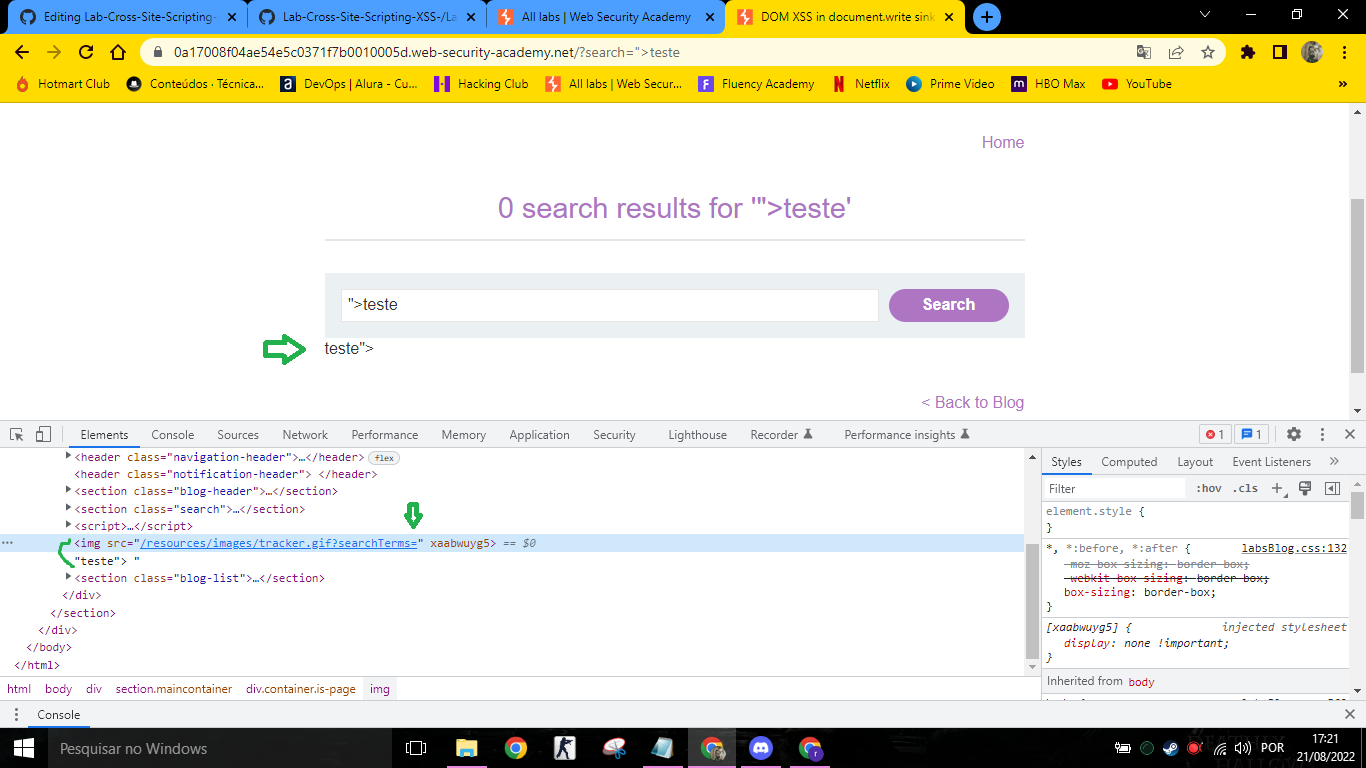 Editing Lab-Cross-Site-Scripting-
Lab-Cross-Site-Scripting-XSS-/La
All labs | Web Security Academy
DOM XSS in document.write sink
0a17008f04ae54e5c0371f7b0010005d.web-security-academy.net/?search=">teste
Hotmart Club
Conteúdos · Técnica...
DevOps | Alura - Cu...
Hacking Club
All labs | Web Secur...
Fluency Academy
Netflix
Prime Video
HBO Max
YouTube
»
Home
0 search results for '">teste'
">teste
Search
teste">
< Back to Blog
Elements
Console
Sources
Network
Performance
Memory
Application
Security
Lighthouse
Recorder
Performance insights
1
1
<header class="navigation-header">…</header> flex
<header class="notification-header"> </header>
<section class="blog-header">…</section>
<section class="search">…</section>
<script>…</script>
<img src="/resources/images/tracker.gif?searchTerms=" xaabwuyg5> == $0
"teste"> "
<section class="blog-list">…</section>
</div>
</section>
</div>
</body>
</html>
html body div section.maincontainer div.container.is-page img
Styles
Computed
Layout
Event Listeners
»
Filter
:hov .cls
element.style {
}
*, *:before, *:after { labsBlog.css:132
-moz-box-sizing: border-box;
-webkit-box-sizing: border-box;
box-sizing: border-box;
}
[xaabwuyg5] { injected stylesheet
display: none !important;
}
Inherited from body
Console
Pesquisar no Windows
POR
17:21
21/08/2022